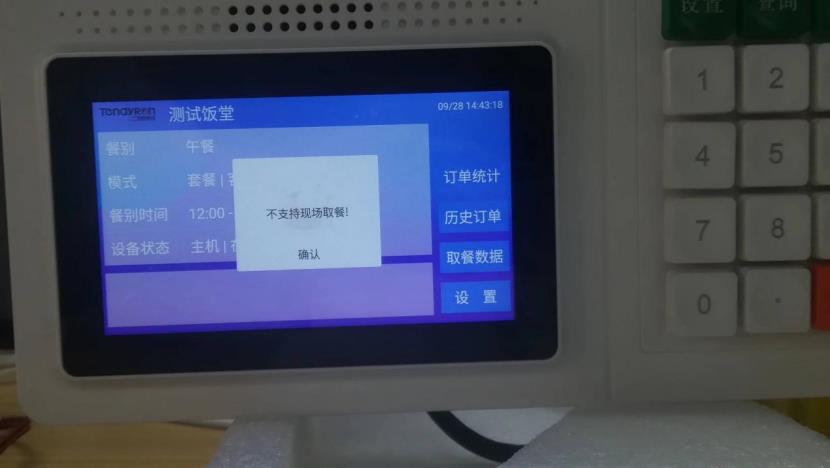 设置
查询
TenDyRon
测试饭堂
09/28 14:43:18
餐别 午餐
模式 套餐 |
餐别时间 12:00 -
设备状态 主机 |
不支持现场取餐!
确认
订单统计
历史订单
取餐数据
设 置
1 2
4 5
7 8
0 .